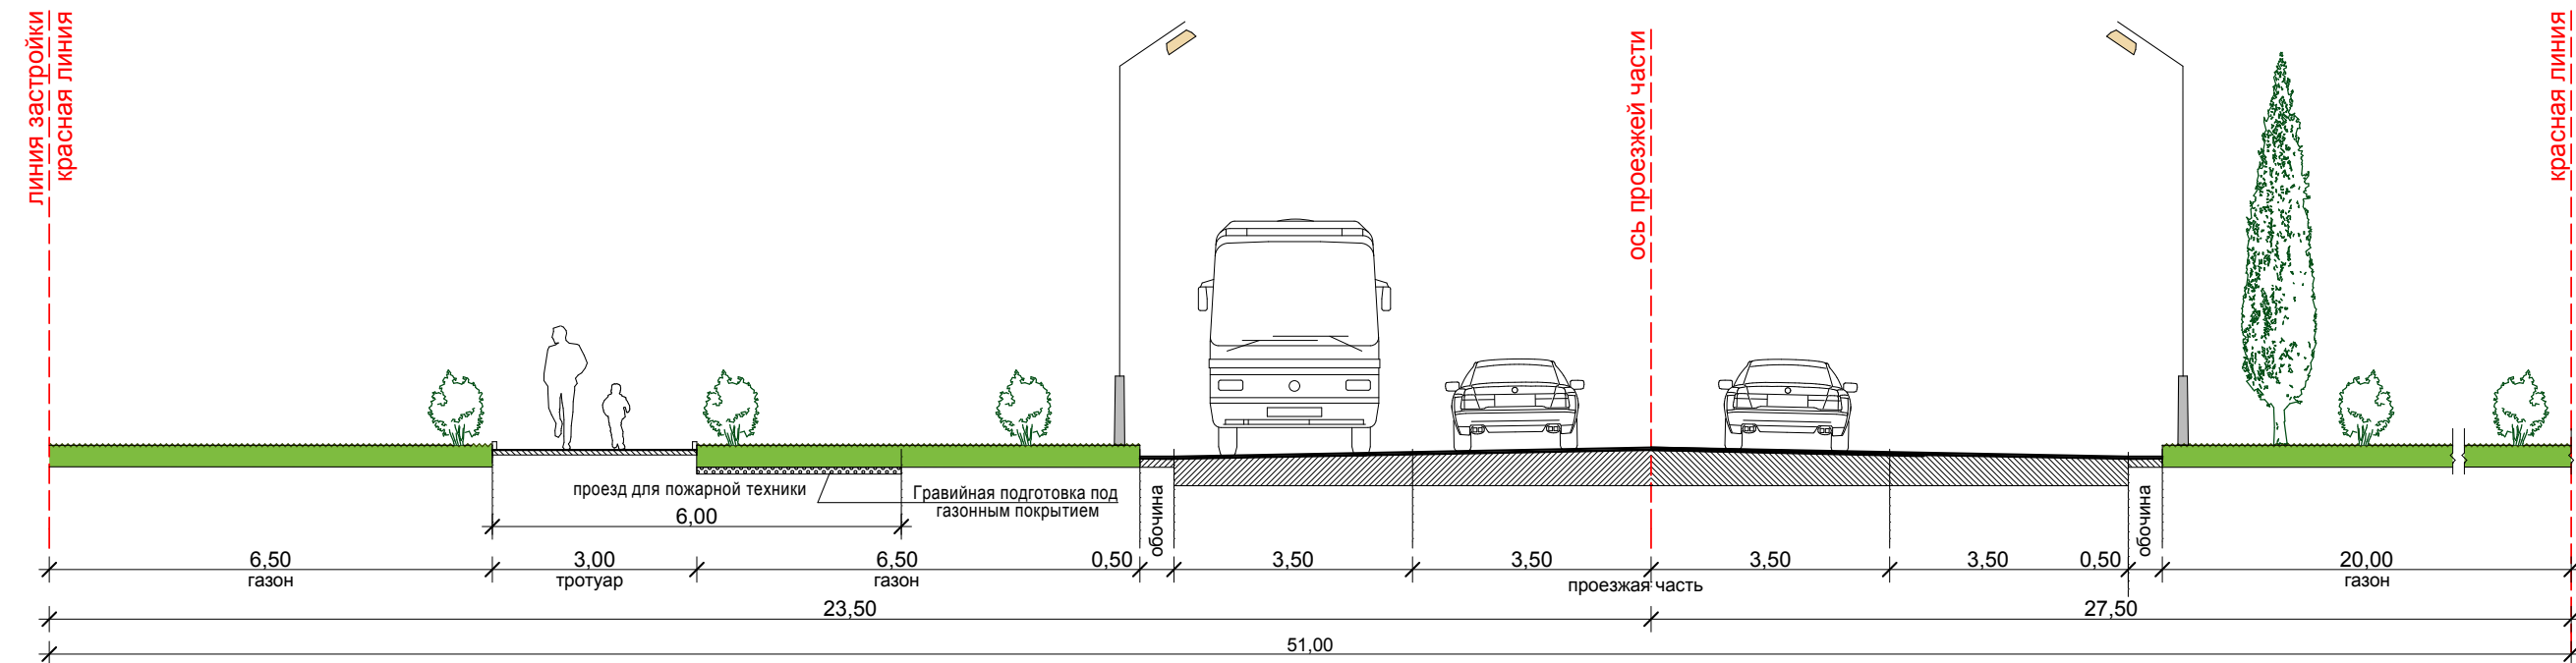 линия застройки
красная линия
ось проезжей части
красная линия
проезд для пожарной техники
Гравийная подготовка под
газонным покрытием
6,00
обочина
обочина
6,50
3,00
6,50
0,50
3,50
3,50
3,50
3,50
0,50
20,00
газон
тротуар
газон
проезжая часть
газон
23,50
27,50
51,00